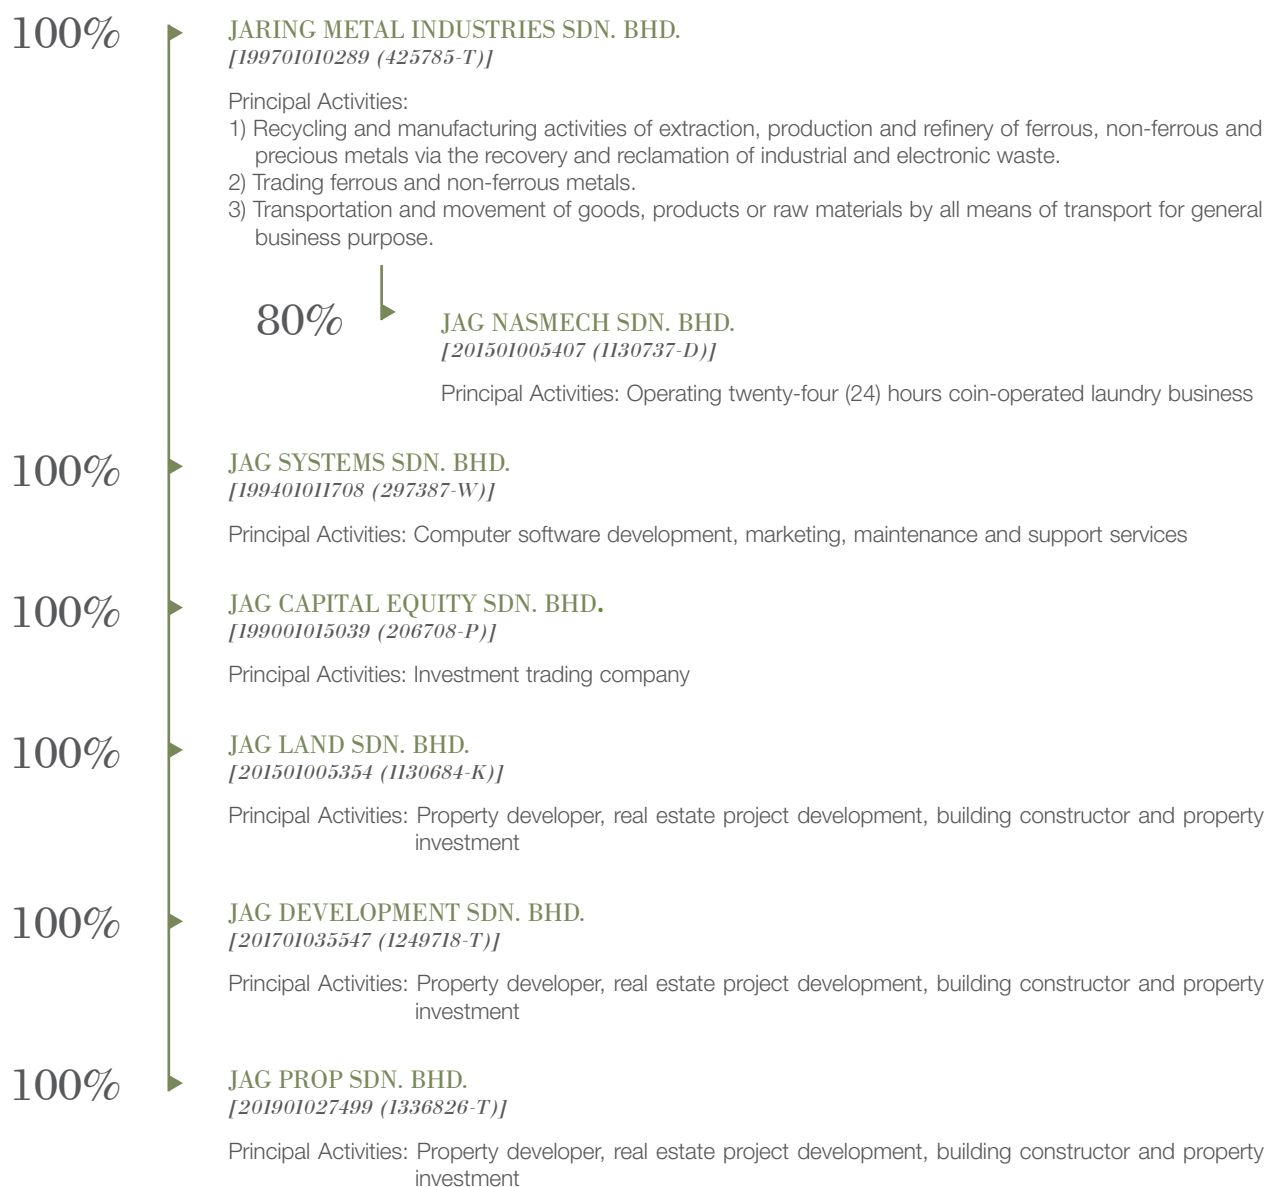 100%
JARING METAL INDUSTRIES SDN. BHD.
[199701010289 (425785-T)]
Principal Activities:
1) Recycling and manufacturing activities of extraction, production and refinery of ferrous, non-ferrous and
precious metals via the recovery and reclamation of industrial and electronic waste.
2) Trading ferrous and non-ferrous metals.
3) Transportation and movement of goods, products or raw materials by all means of transport for general
business purpose.
80%
JAG NASMECH SDN. BHD.
[201501005407 (1130737-D)]
Principal Activities: Operating twenty-four (24) hours coin-operated laundry business
100%
JAG SYSTEMS SDN. BHD.
[199401011708 (297387-W)]
Principal Activities: Computer software development, marketing, maintenance and support services
100%
JAG CAPITAL EQUITY SDN. BHD.
[199001015039 (206708-P)]
Principal Activities: Investment trading company
100%
JAG LAND SDN. BHD.
[201501005354 (1130684-K)]
Principal Activities: Property developer, real estate project development, building constructor and property
investment
100%
JAG DEVELOPMENT SDN. BHD.
[201701035547 (1249718-T)]
Principal Activities: Property developer, real estate project development, building constructor and property
investment
100%
JAG PROP SDN. BHD.
[201901027499 (1336826-T)]
Principal Activities: Property developer, real estate project development, building constructor and property
investment